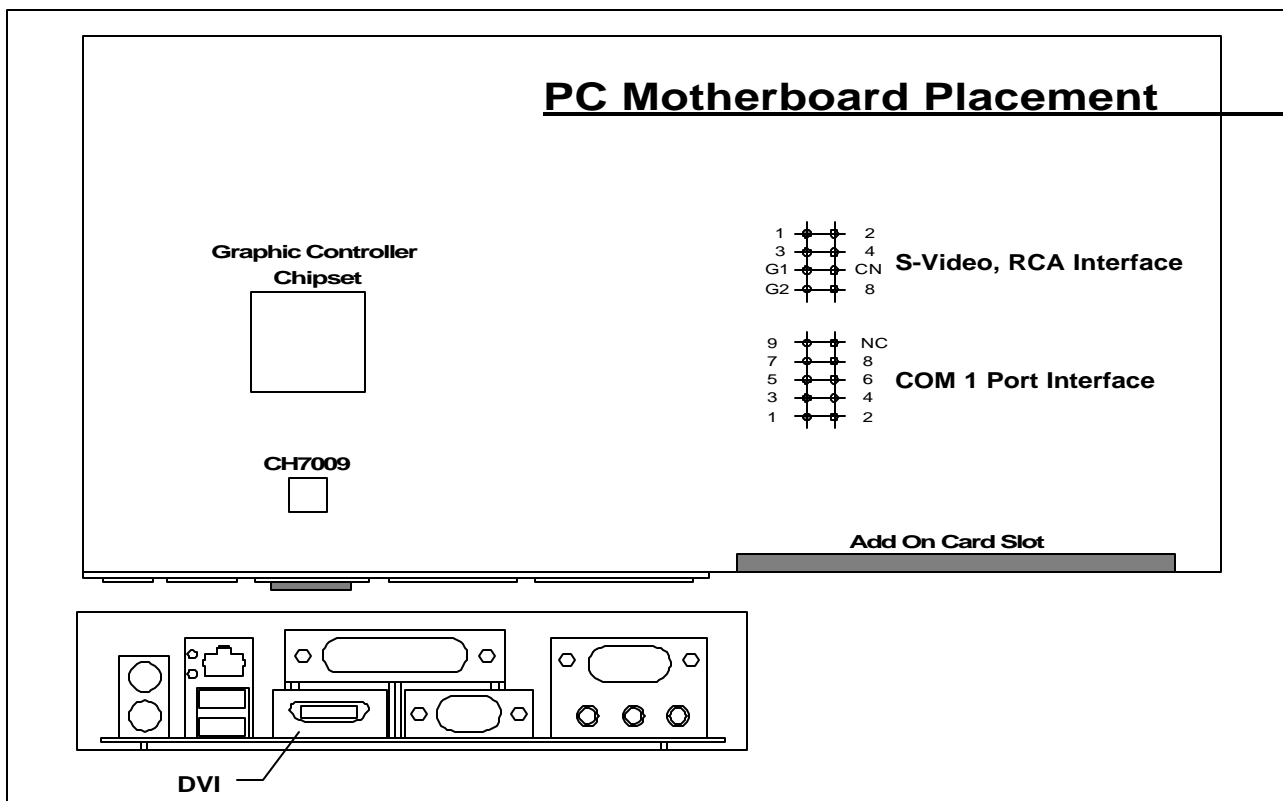 PC Motherboard Placement
Graphic Controller
Chipset
1 2
3 4
G1 CN
G2 8
S-Video, RCA Interface
9 NC
7 8
5 6
3 4
1 2
COM 1 Port Interface
CH7009
Add On Card Slot
DVI